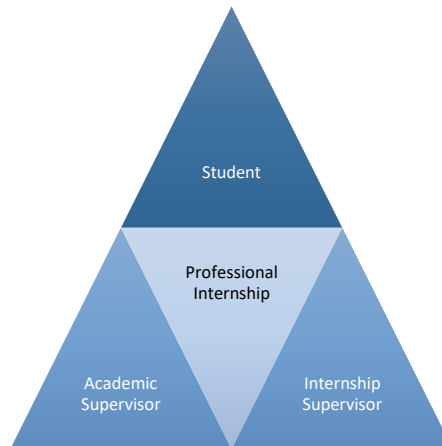 Student
Professional
Internship
Academic
Supervisor
Internship
Supervisor